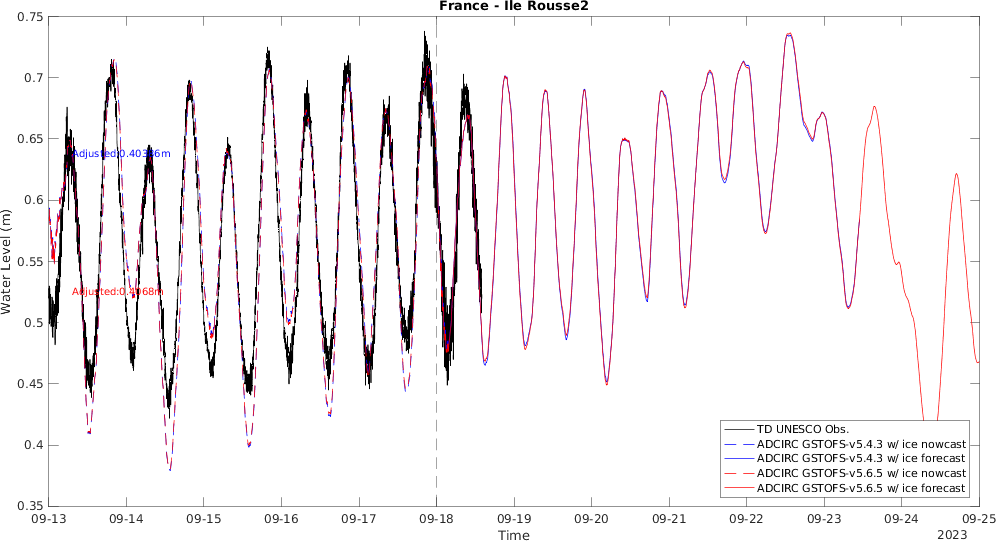 France - Ile Rousse2
0.75
0.7
0.65
0.6
0.55
0.5
0.45
0.4
0.35
Water Level (m)
Adjusted:0.4068m
TD UNESCO Obs.
ADCIRC GSTOFS-v5.4.3 w/ ice nowcast
ADCIRC GSTOFS-v5.4.3 w/ ice forecast
ADCIRC GSTOFS-v5.6.5 w/ ice nowcast
ADCIRC GSTOFS-v5.6.5 w/ ice forecast
09-13 09-14 09-15 09-16 09-17 09-18 09-19 09-20 09-21 09-22 09-23 09-24 09-25
Time
2023